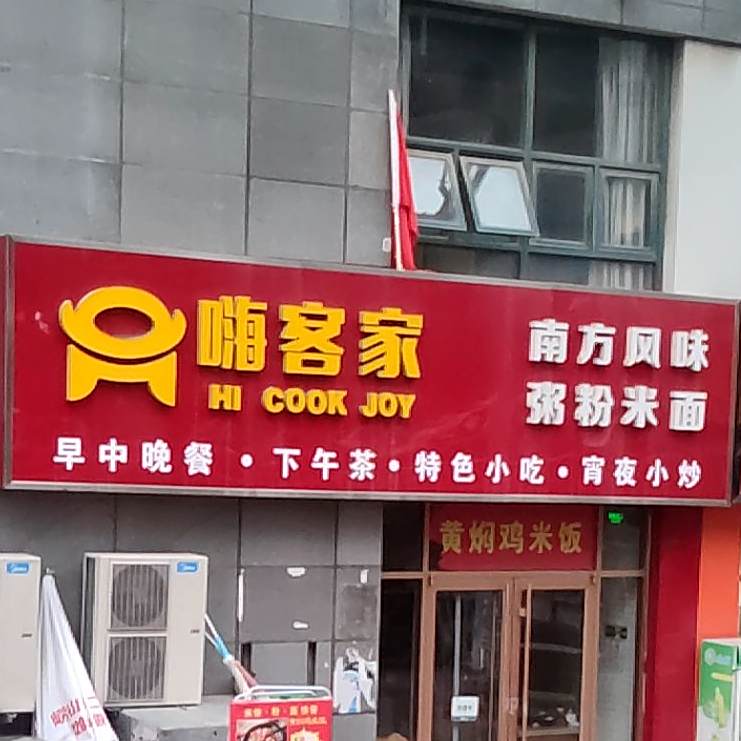 嗨客家
HI COOK JOY
南方风味
粥粉米面
早中晚餐·下午茶·特色小吃·宵夜小炒
黄焖鸡米饭
Midea